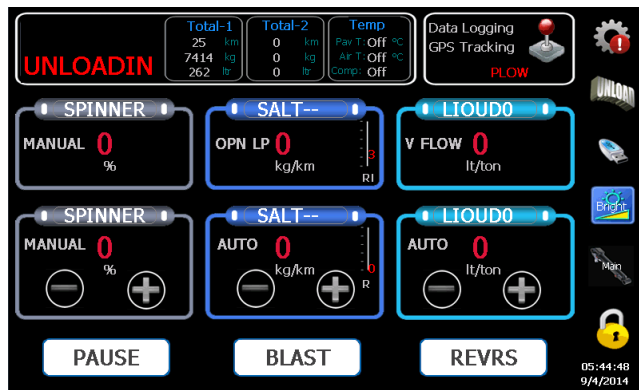 Total-1 Total-2 Temp
25 km 0 km Pav T: Off °C
7414 kg 0 kg Air T: Off °C
262 ltr 0 ltr Comp: Off
UNLOADIN
Data Logging
GPS Tracking
PLOW
UNLOAD
SPINNER SALT-- LIOUD0
MANUAL 0 OPN LP 0 V FLOW 0
% kg/km 3 lt/ton
RI
Bright
SPINNER SALT-- LIOUD0
MANUAL 0 AUTO 0 AUTO 0
% kg/km 0 lt/ton
R
Man
PAUSE BLAST REVRS
05:44:48
9/4/2014